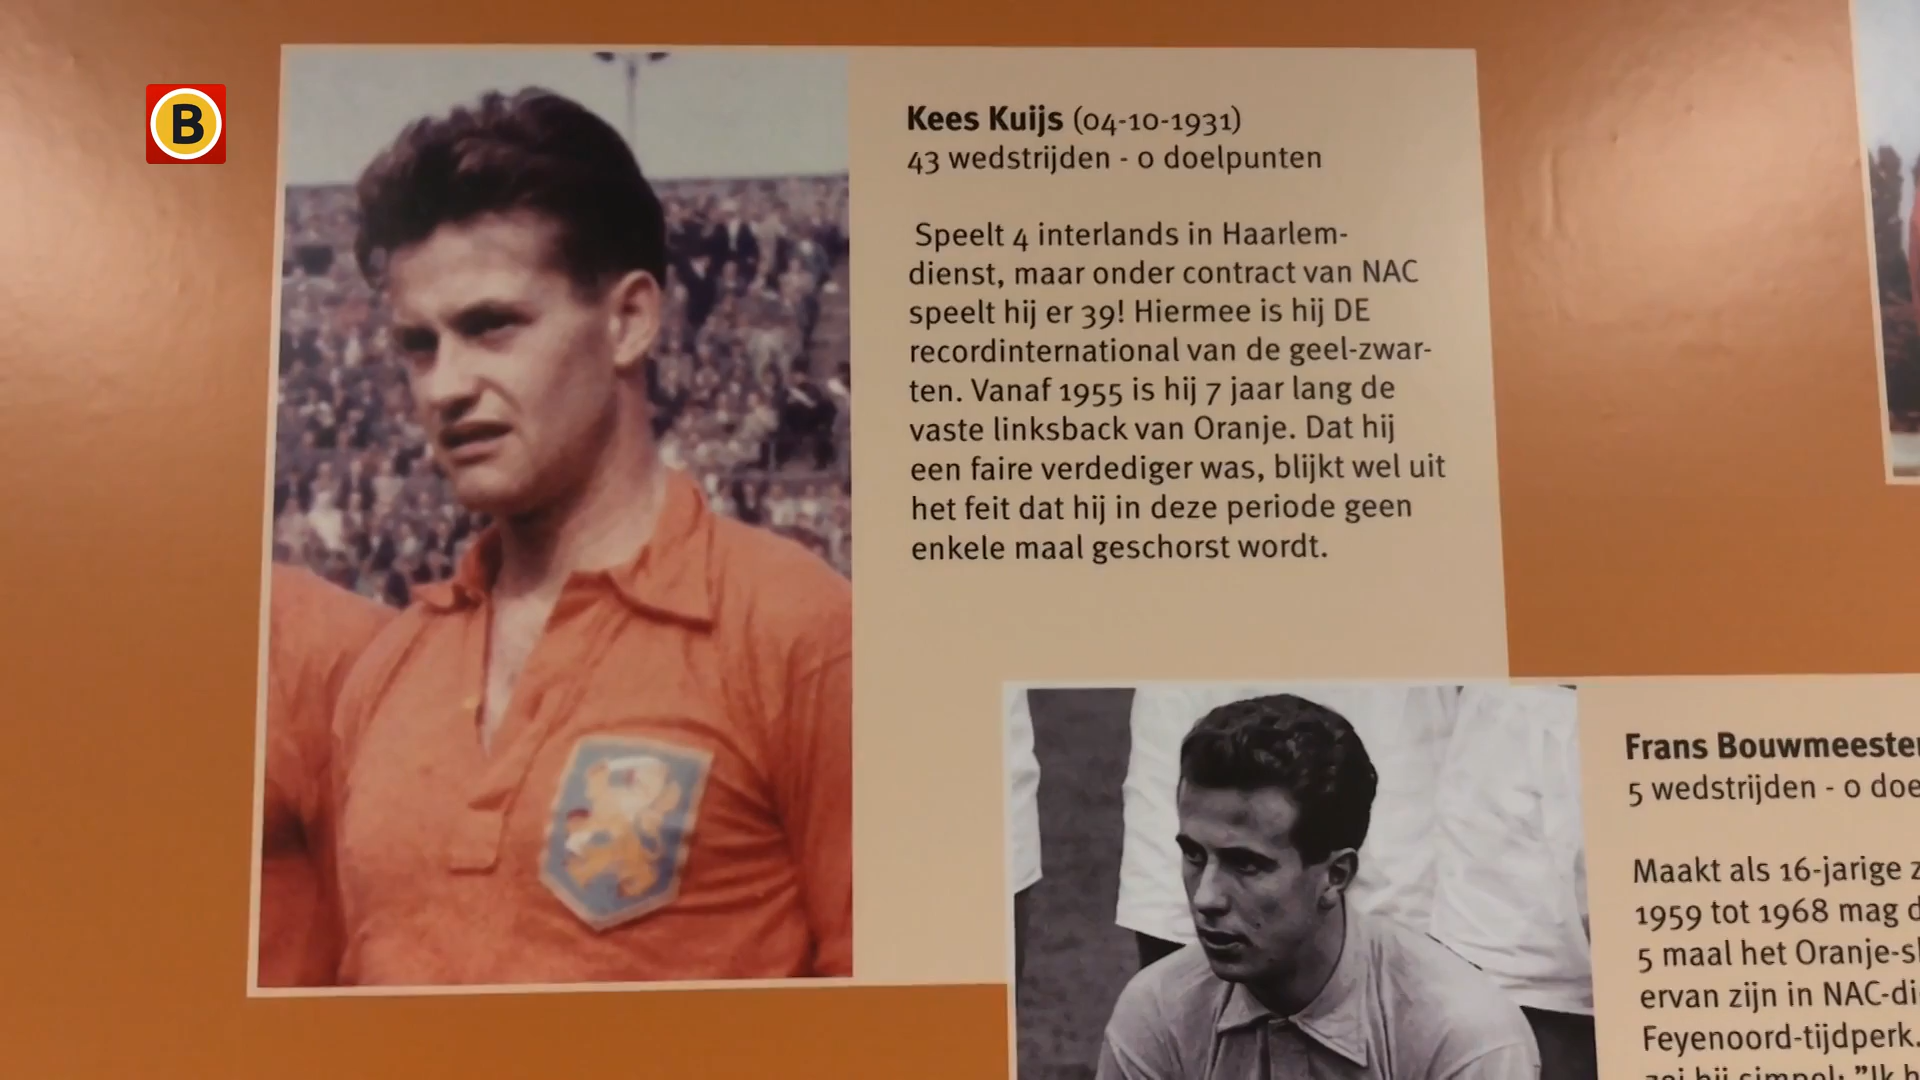 B
Kees Kuijs (04-10-1931)
43 wedstrijden - 0 doelpunten
Speelt 4 interlands in Haarlem-
dienst, maar onder contract van NAC
speelt hij er 39! Hiermee is hij DE
recordinternational van de geel-zwar-
ten. Vanaf 1955 is hij 7 jaar lang de
vaste linksback van Oranje. Dat hij
een faire verdediger was, blijkt wel uit
het feit dat hij in deze periode geen
enkele maal geschorst wordt.
Frans Bouwmeester
5 wedstrijden - 0
Maakt als 16-jarige
1959 tot 1968 mag
5 maal het
ervan zijn in
Feyenoord-tijdperk.
hij simpel: "Ik